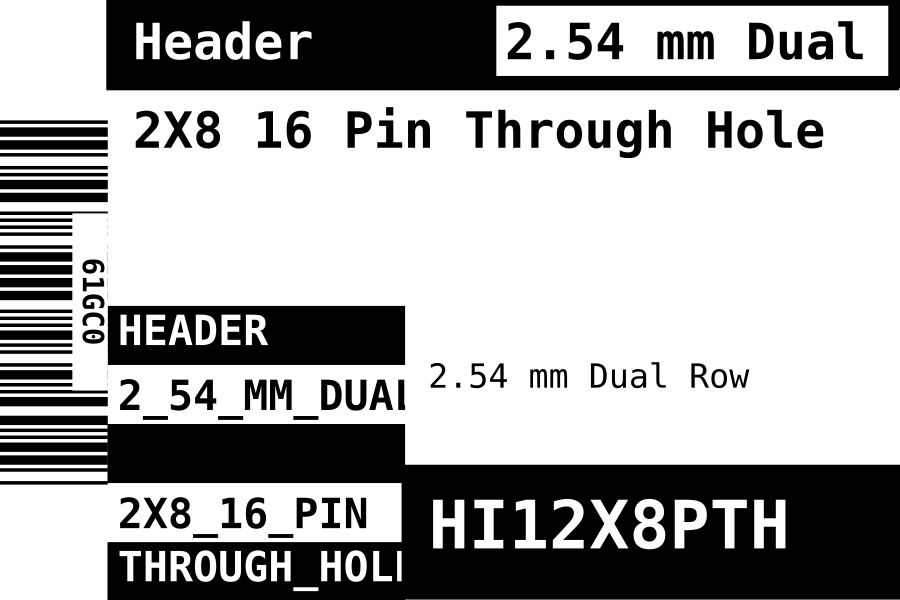 Header
2.54 mm Dual
2X8 16 Pin Through Hole
61GC0
HEADER
2_54_MM_DUAL
2.54 mm Dual Row
2X8_16_PIN
THROUGH_HOL
HI12X8PTH